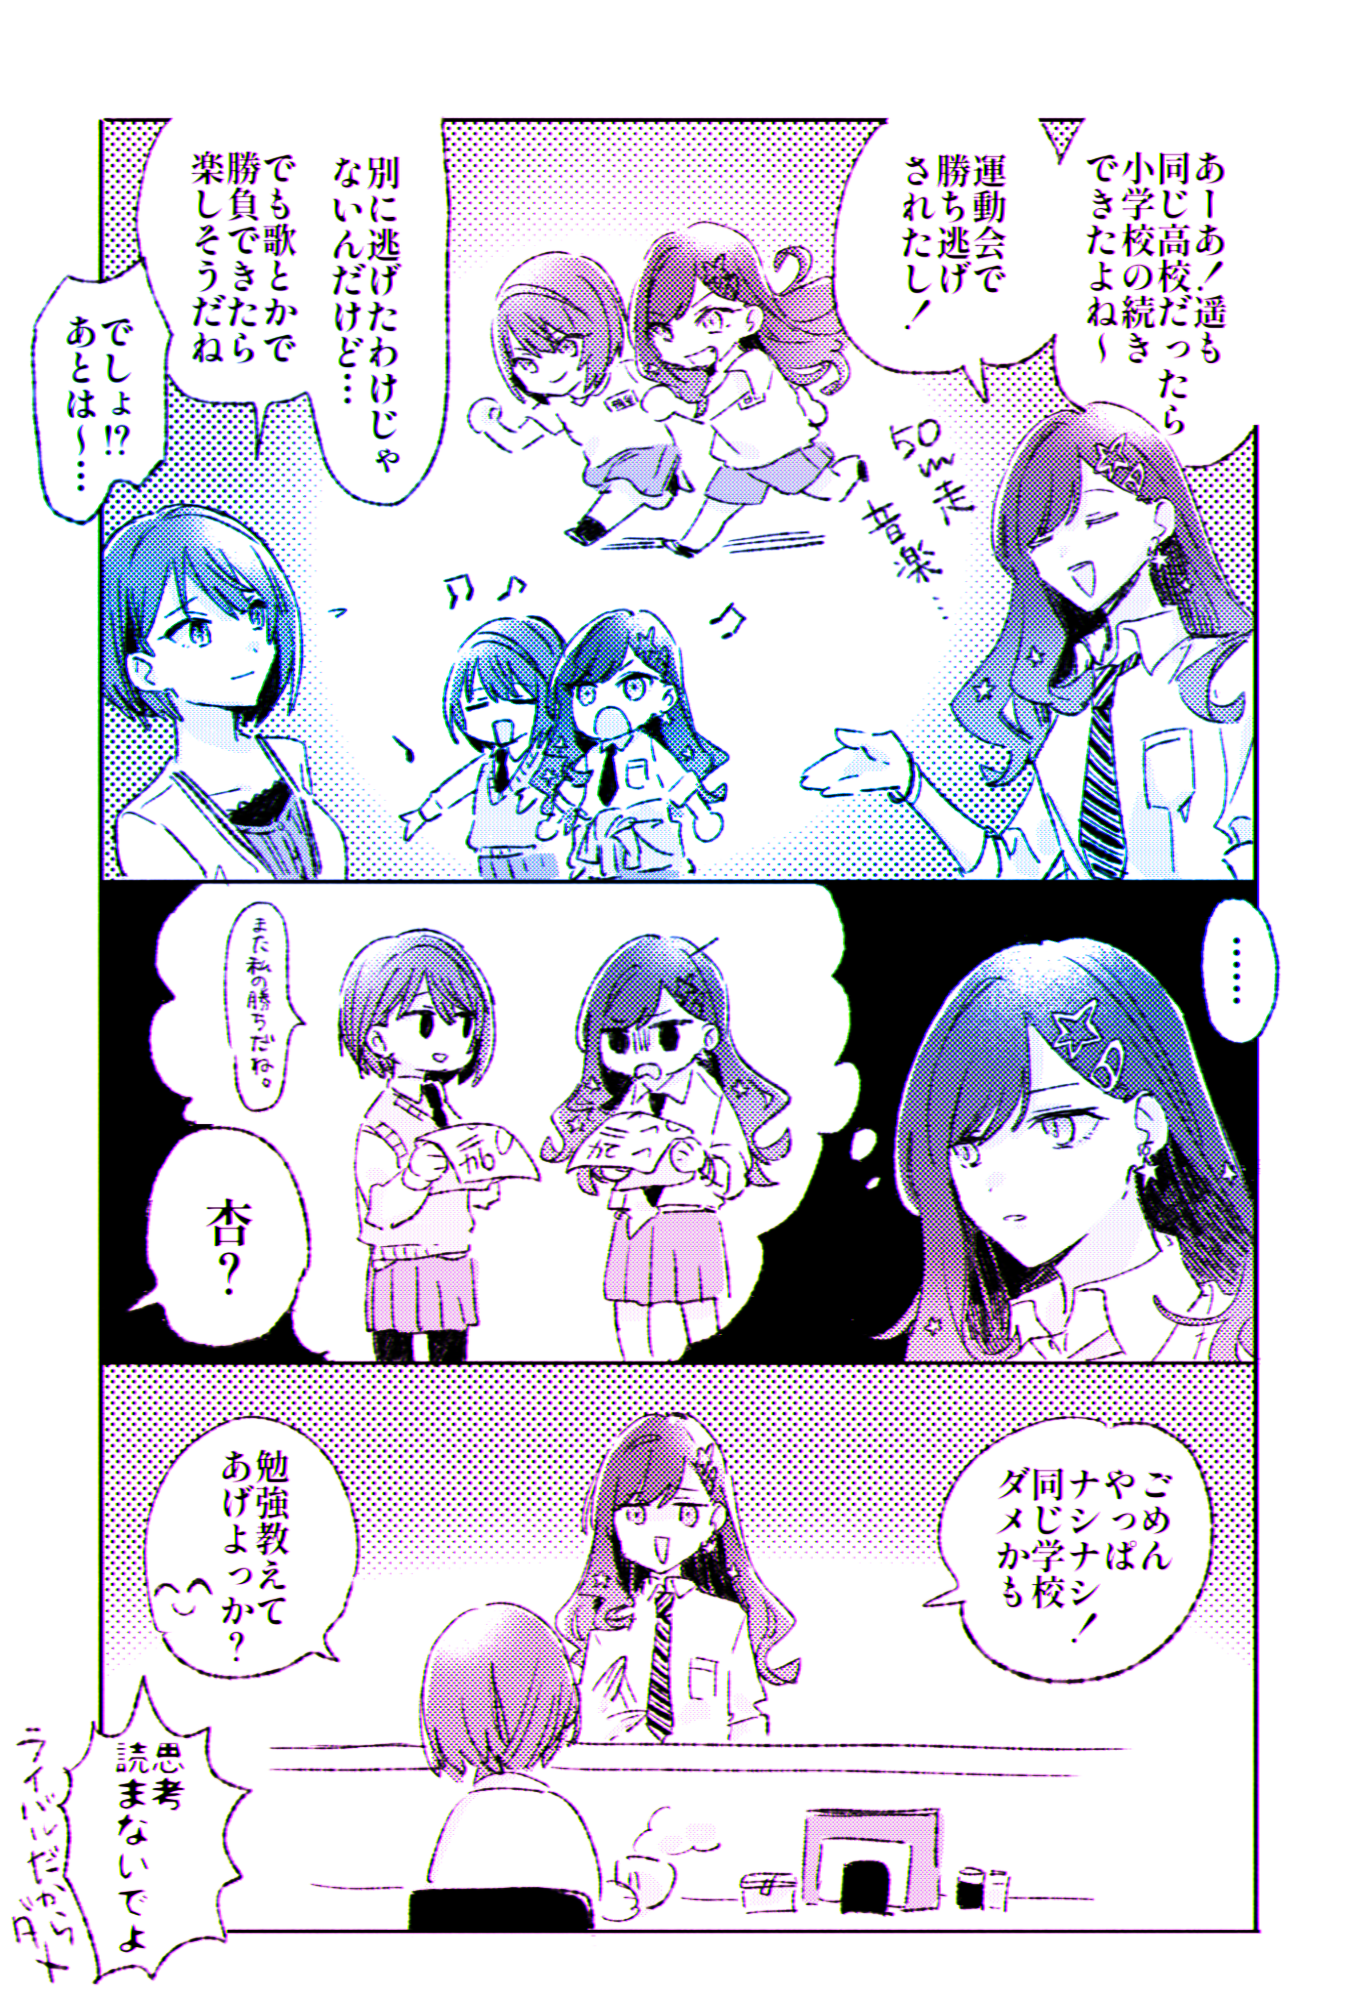 あーあ！遥も
同じ高校だったら
小学校の続き
できたよね～
運動会で
勝ち逃げ
されたし！
50m走
音楽…
別に逃げたわけじゃ
ないんだけど…
でも歌とかで
勝負できたら
楽しそうだね
でしょ!?
あとは～…
……
また私の勝ちだね。
杏？
ごめん
やっぱ
ナシナシ！
同じ学校
ダメかも
勉強教えて
あげよっか？
思考
読まないでよ
ライバルだから
ダメ